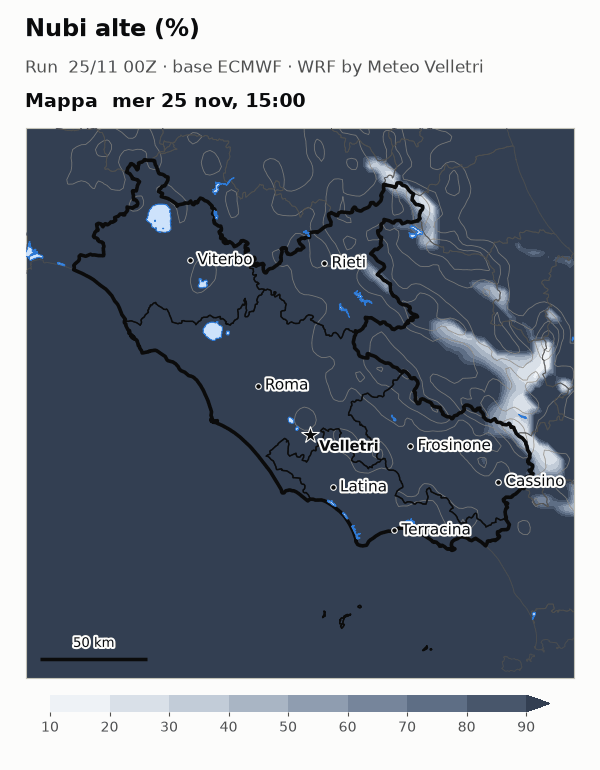 Nubi alte (%)
Run 25/11 00Z · base ECMWF · WRF by Meteo Velletri
Mappa mer 25 nov, 15:00
Viterbo
Rieti
Roma
Velletri
Frosinone
Latina
Cassino
Terracina
50 km
10 20 30 40 50 60 70 80 90